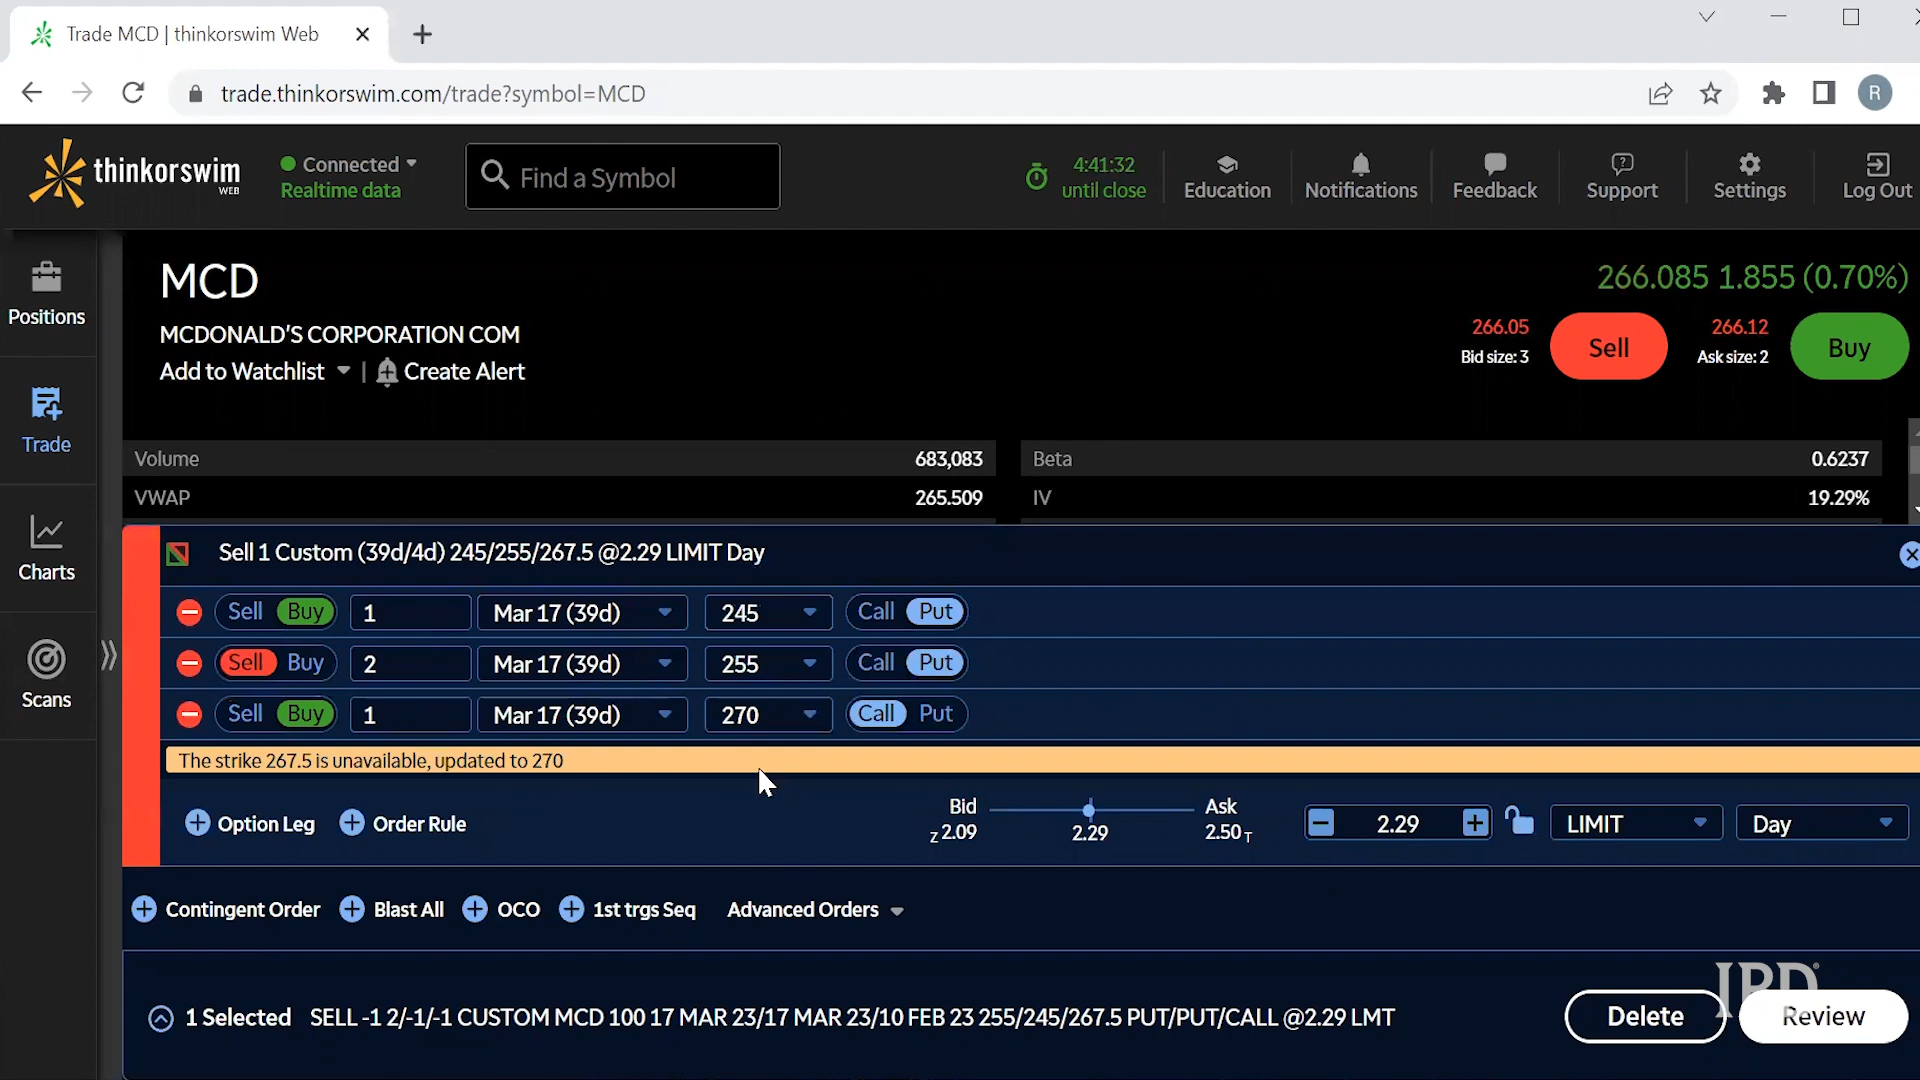 Trade MCD | thinkorswim Web
trade.thinkorswim.com/trade?symbol=MCD
R
thinkorswim
WEB
Connected
Realtime data
Find a Symbol
4:41:32
until close
Education
Notifications
Feedback
Support
Settings
Log Out
Positions
Trade
Charts
Scans
MCD
MCDONALD'S CORPORATION COM
Add to Watchlist | Create Alert
266.085 1.855 (0.70%)
266.05
Bid size: 3
Sell
266.12
Ask size: 2
Buy
Volume 683,083
Beta 0.6237
VWAP 265.509
IV 19.29%
Sell 1 Custom (39d/4d) 245/255/267.5 @2.29 LIMIT Day
Sell Buy 1 Mar 17 (39d) 245 Call Put
Sell Buy 2 Mar 17 (39d) 255 Call Put
Sell Buy 1 Mar 17 (39d) 270 Call Put
The strike 267.5 is unavailable, updated to 270
Option Leg Order Rule
Bid
Z 2.09
2.29
Ask
2.50 T
2.29
LIMIT
Day
Contingent Order Blast All OCO 1st trgs Seq Advanced Orders
1 Selected SELL -1 2/-1/-1 CUSTOM MCD 100 17 MAR 23/17 MAR 23/10 FEB 23 255/245/267.5 PUT/PUT/CALL @2.29 LMT
Delete
Review